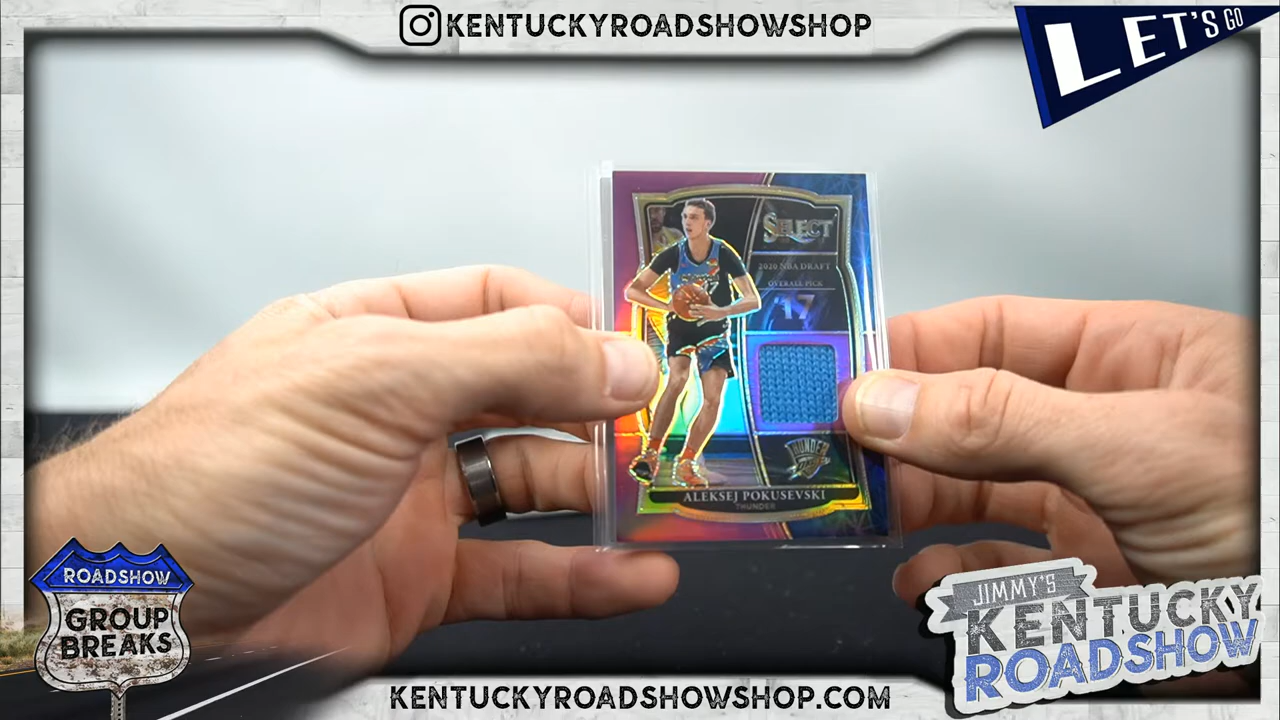 KENTUCKYROADSHOWSHOP
LET'S GO
SELECT
2020 NBA DRAFT
OVERALL PICK
17
THUNDER
ALEKSEJ POKUSEVSKI
THUNDER
ROADSHOW
GROUP
BREAKS
JIMMY'S
KENTUCKY
ROADSHOW
KENTUCKYROADSHOWSHOP.COM